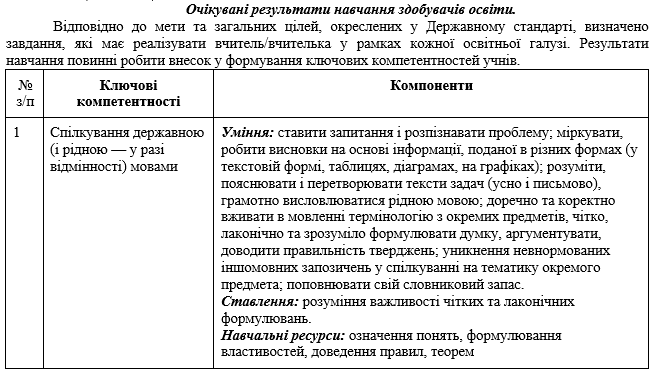 Очікувані результати навчання здобувачів освіти.
Відповідно до мети та загальних цілей, окреслених у Державному стандарті, визначено
завдання, які має реалізувати вчитель/вчителька у рамках кожної освітньої галузі. Результати
навчання повинні робити внесок у формування ключових компетентностей учнів.
№
з/п
Ключові
компетентності
Компоненти
1
Спілкування державною
(і рідною — у разі
відмінності) мовами
Уміння: ставити запитання і розпізнавати проблему; міркувати,
робити висновки на основі інформації, поданої в різних формах (у
текстовій формі, таблицях, діаграмах, на графіках); розуміти,
пояснювати і перетворювати тексти задач (усно і письмово),
грамотно висловлюватися рідною мовою; доречно та коректно
вживати в мовленні термінологію з окремих предметів, чітко,
лаконічно та зрозуміло формулювати думку, аргументувати,
доводити правильність тверджень; уникнення невнормованих
іншомовних запозичень у спілкуванні на тематику окремого
предмета; поповнювати свій словниковий запас.
Ставлення: розуміння важливості чітких та лаконічних
формулювань.
Навчальні ресурси: означення понять, формулювання
властивостей, доведення правил, теорем